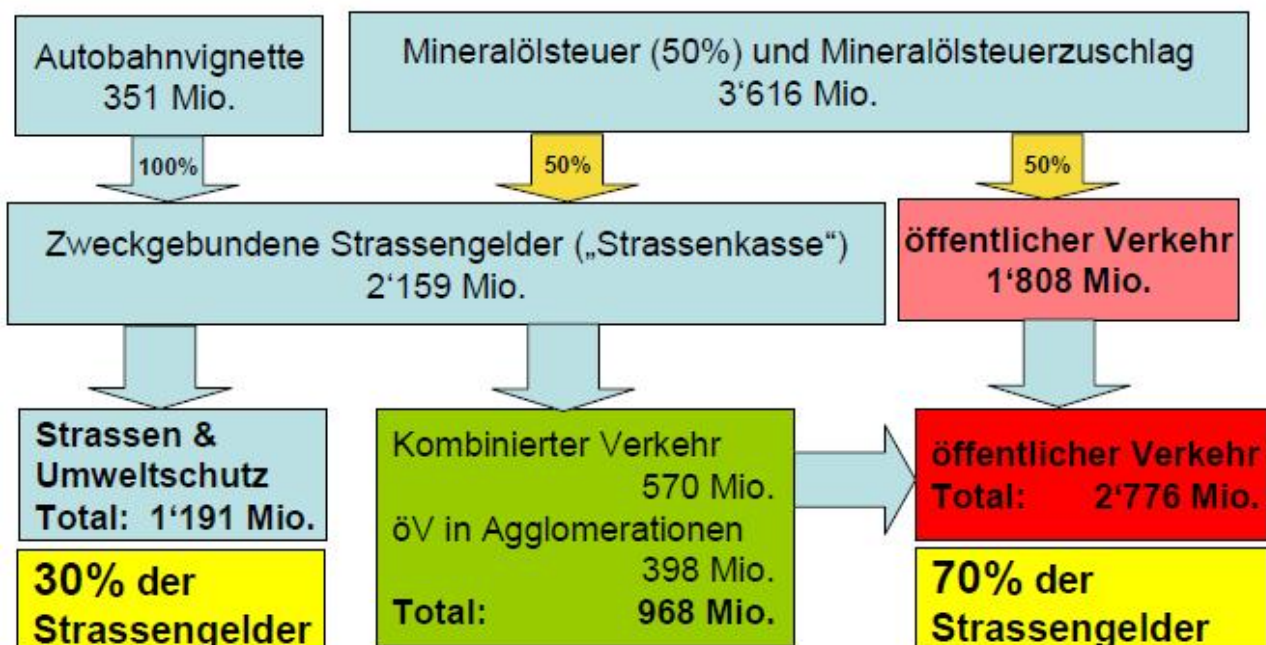 Autobahnvignette
351 Mio.
Mineralölsteuer (50%) und Mineralölsteuerzuschlag
3‘616 Mio.
100%
50%
50%
Zweckgebundene Strassengelder („Strassenkasse“)
2‘159 Mio.
öffentlicher Verkehr
1‘808 Mio.
Strassen &
Umweltschutz
Total: 1‘191 Mio.
Kombinierter Verkehr
570 Mio.
öV in Agglomerationen
398 Mio.
Total: 968 Mio.
öffentlicher Verkehr
Total: 2‘776 Mio.
30% der
Strassengelder
70% der
Strassengelder